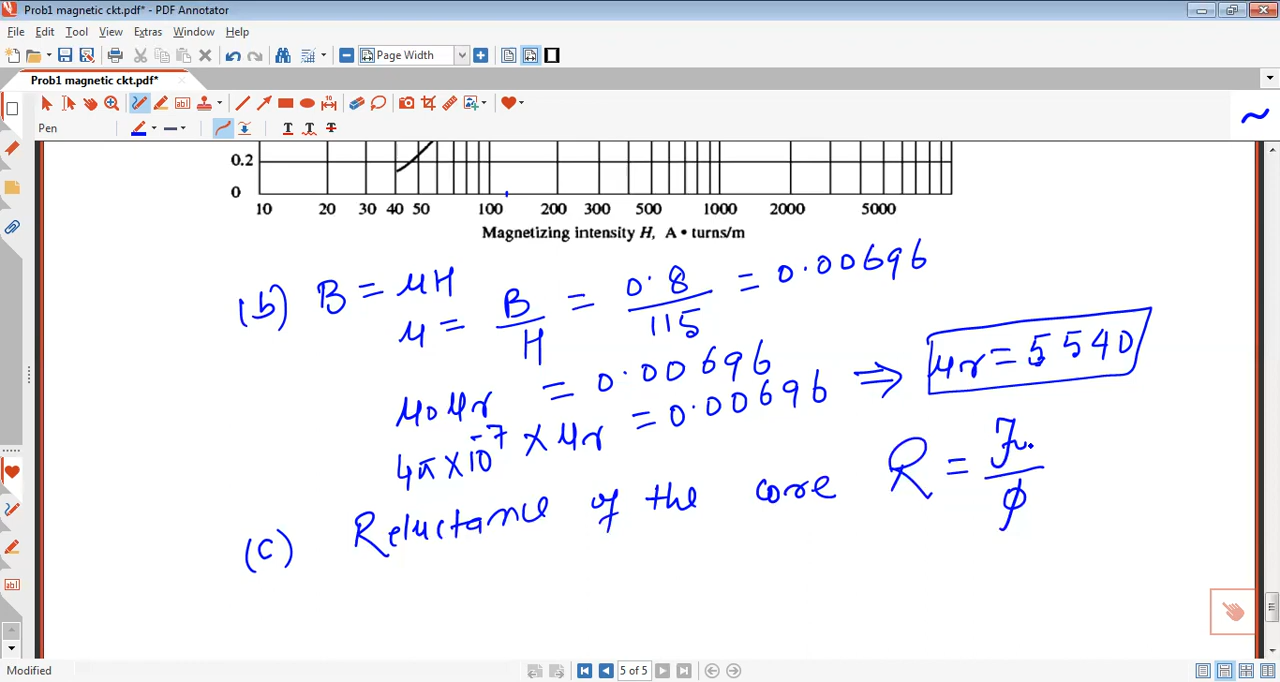 Prob1 magnetic ckt.pdf* - PDF Annotator
File Edit Tool View Extras Window Help
Page Width
Prob1 magnetic ckt.pdf*
Pen
0.2
0
10 20 30 40 50 100 200 300 500 1000 2000 5000
Magnetizing intensity H, A • turns/m
(b) B = μH
μ = B/H = 0.8/115 = 0.00696
μ0 μr = 0.00696
4π × 10^-7 × μr = 0.00696 ⇒ μr = 5540
(c) Reluctance of the core R = F/φ
Modified
5 of 5